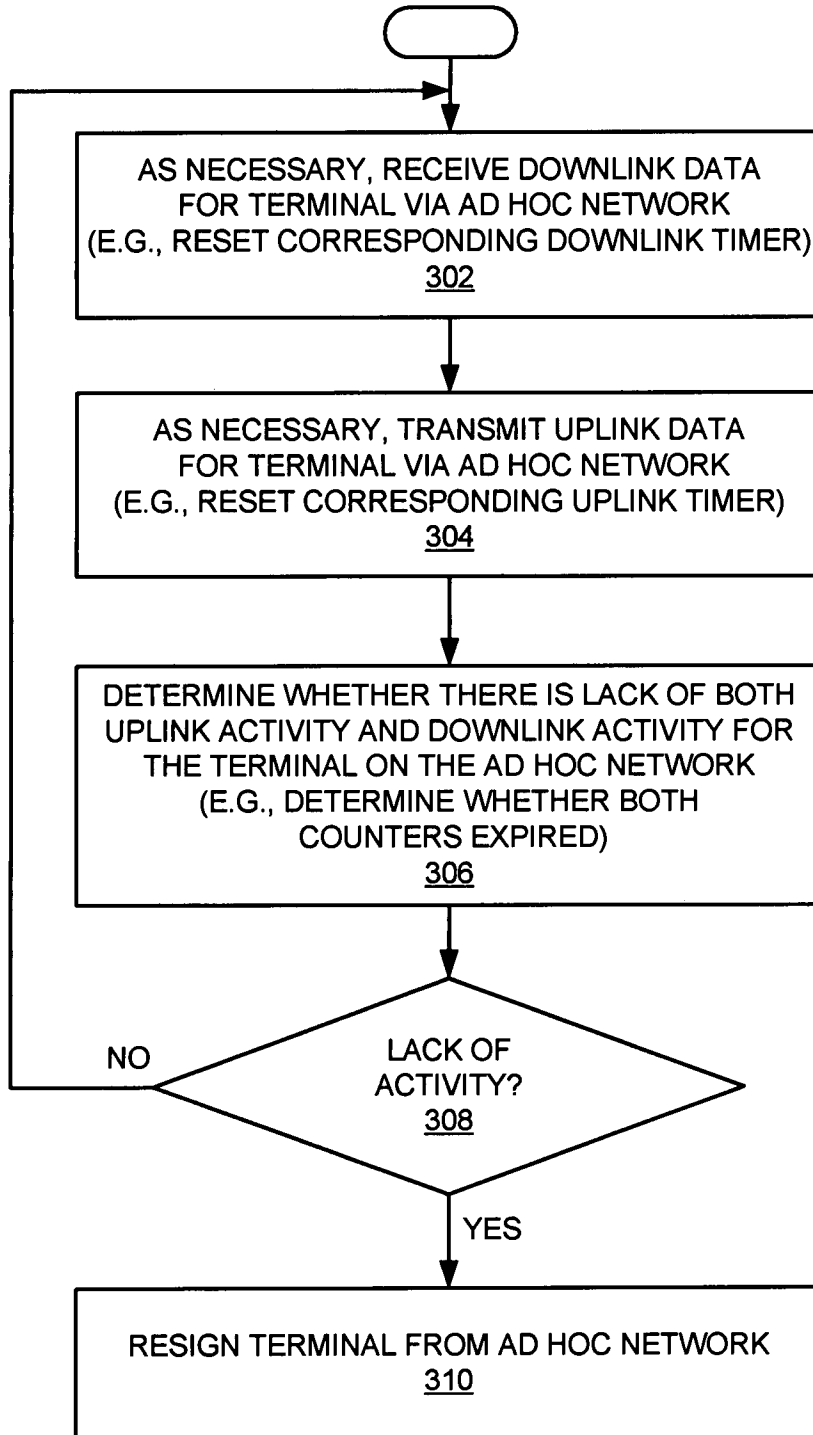 AS NECESSARY, RECEIVE DOWNLINK DATA
FOR TERMINAL VIA AD HOC NETWORK
(E.G., RESET CORRESPONDING DOWNLINK TIMER)
302
AS NECESSARY, TRANSMIT UPLINK DATA
FOR TERMINAL VIA AD HOC NETWORK
(E.G., RESET CORRESPONDING UPLINK TIMER)
304
DETERMINE WHETHER THERE IS LACK OF BOTH
UPLINK ACTIVITY AND DOWNLINK ACTIVITY FOR
THE TERMINAL ON THE AD HOC NETWORK
(E.G., DETERMINE WHETHER BOTH
COUNTERS EXPIRED)
306
NO
LACK OF
ACTIVITY?
308
YES
RESIGN TERMINAL FROM AD HOC NETWORK
310